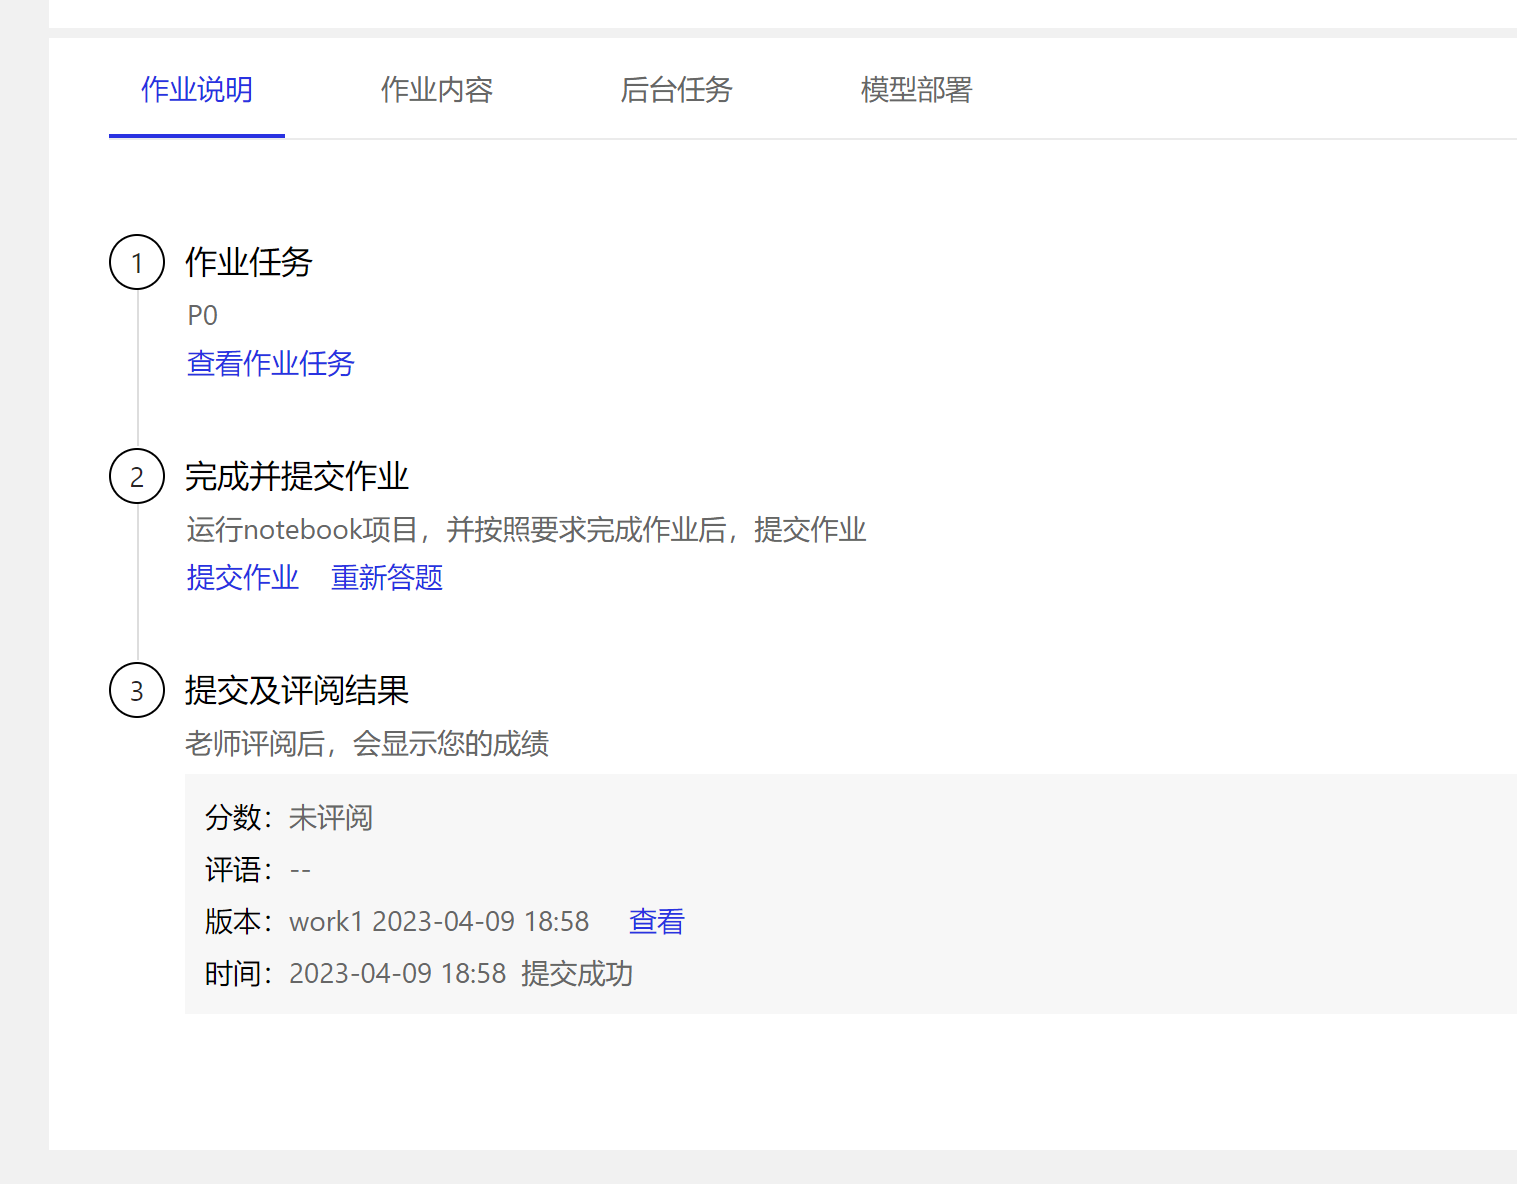 作业说明 作业内容 后台任务 模型部署
1 作业任务
P0
查看作业任务
2 完成并提交作业
运行notebook项目，并按照要求完成作业后，提交作业
提交作业 重新答题
3 提交及评阅结果
老师评阅后，会显示您的成绩
分数：未评阅
评语：--
版本：work1 2023-04-09 18:58 查看
时间：2023-04-09 18:58 提交成功